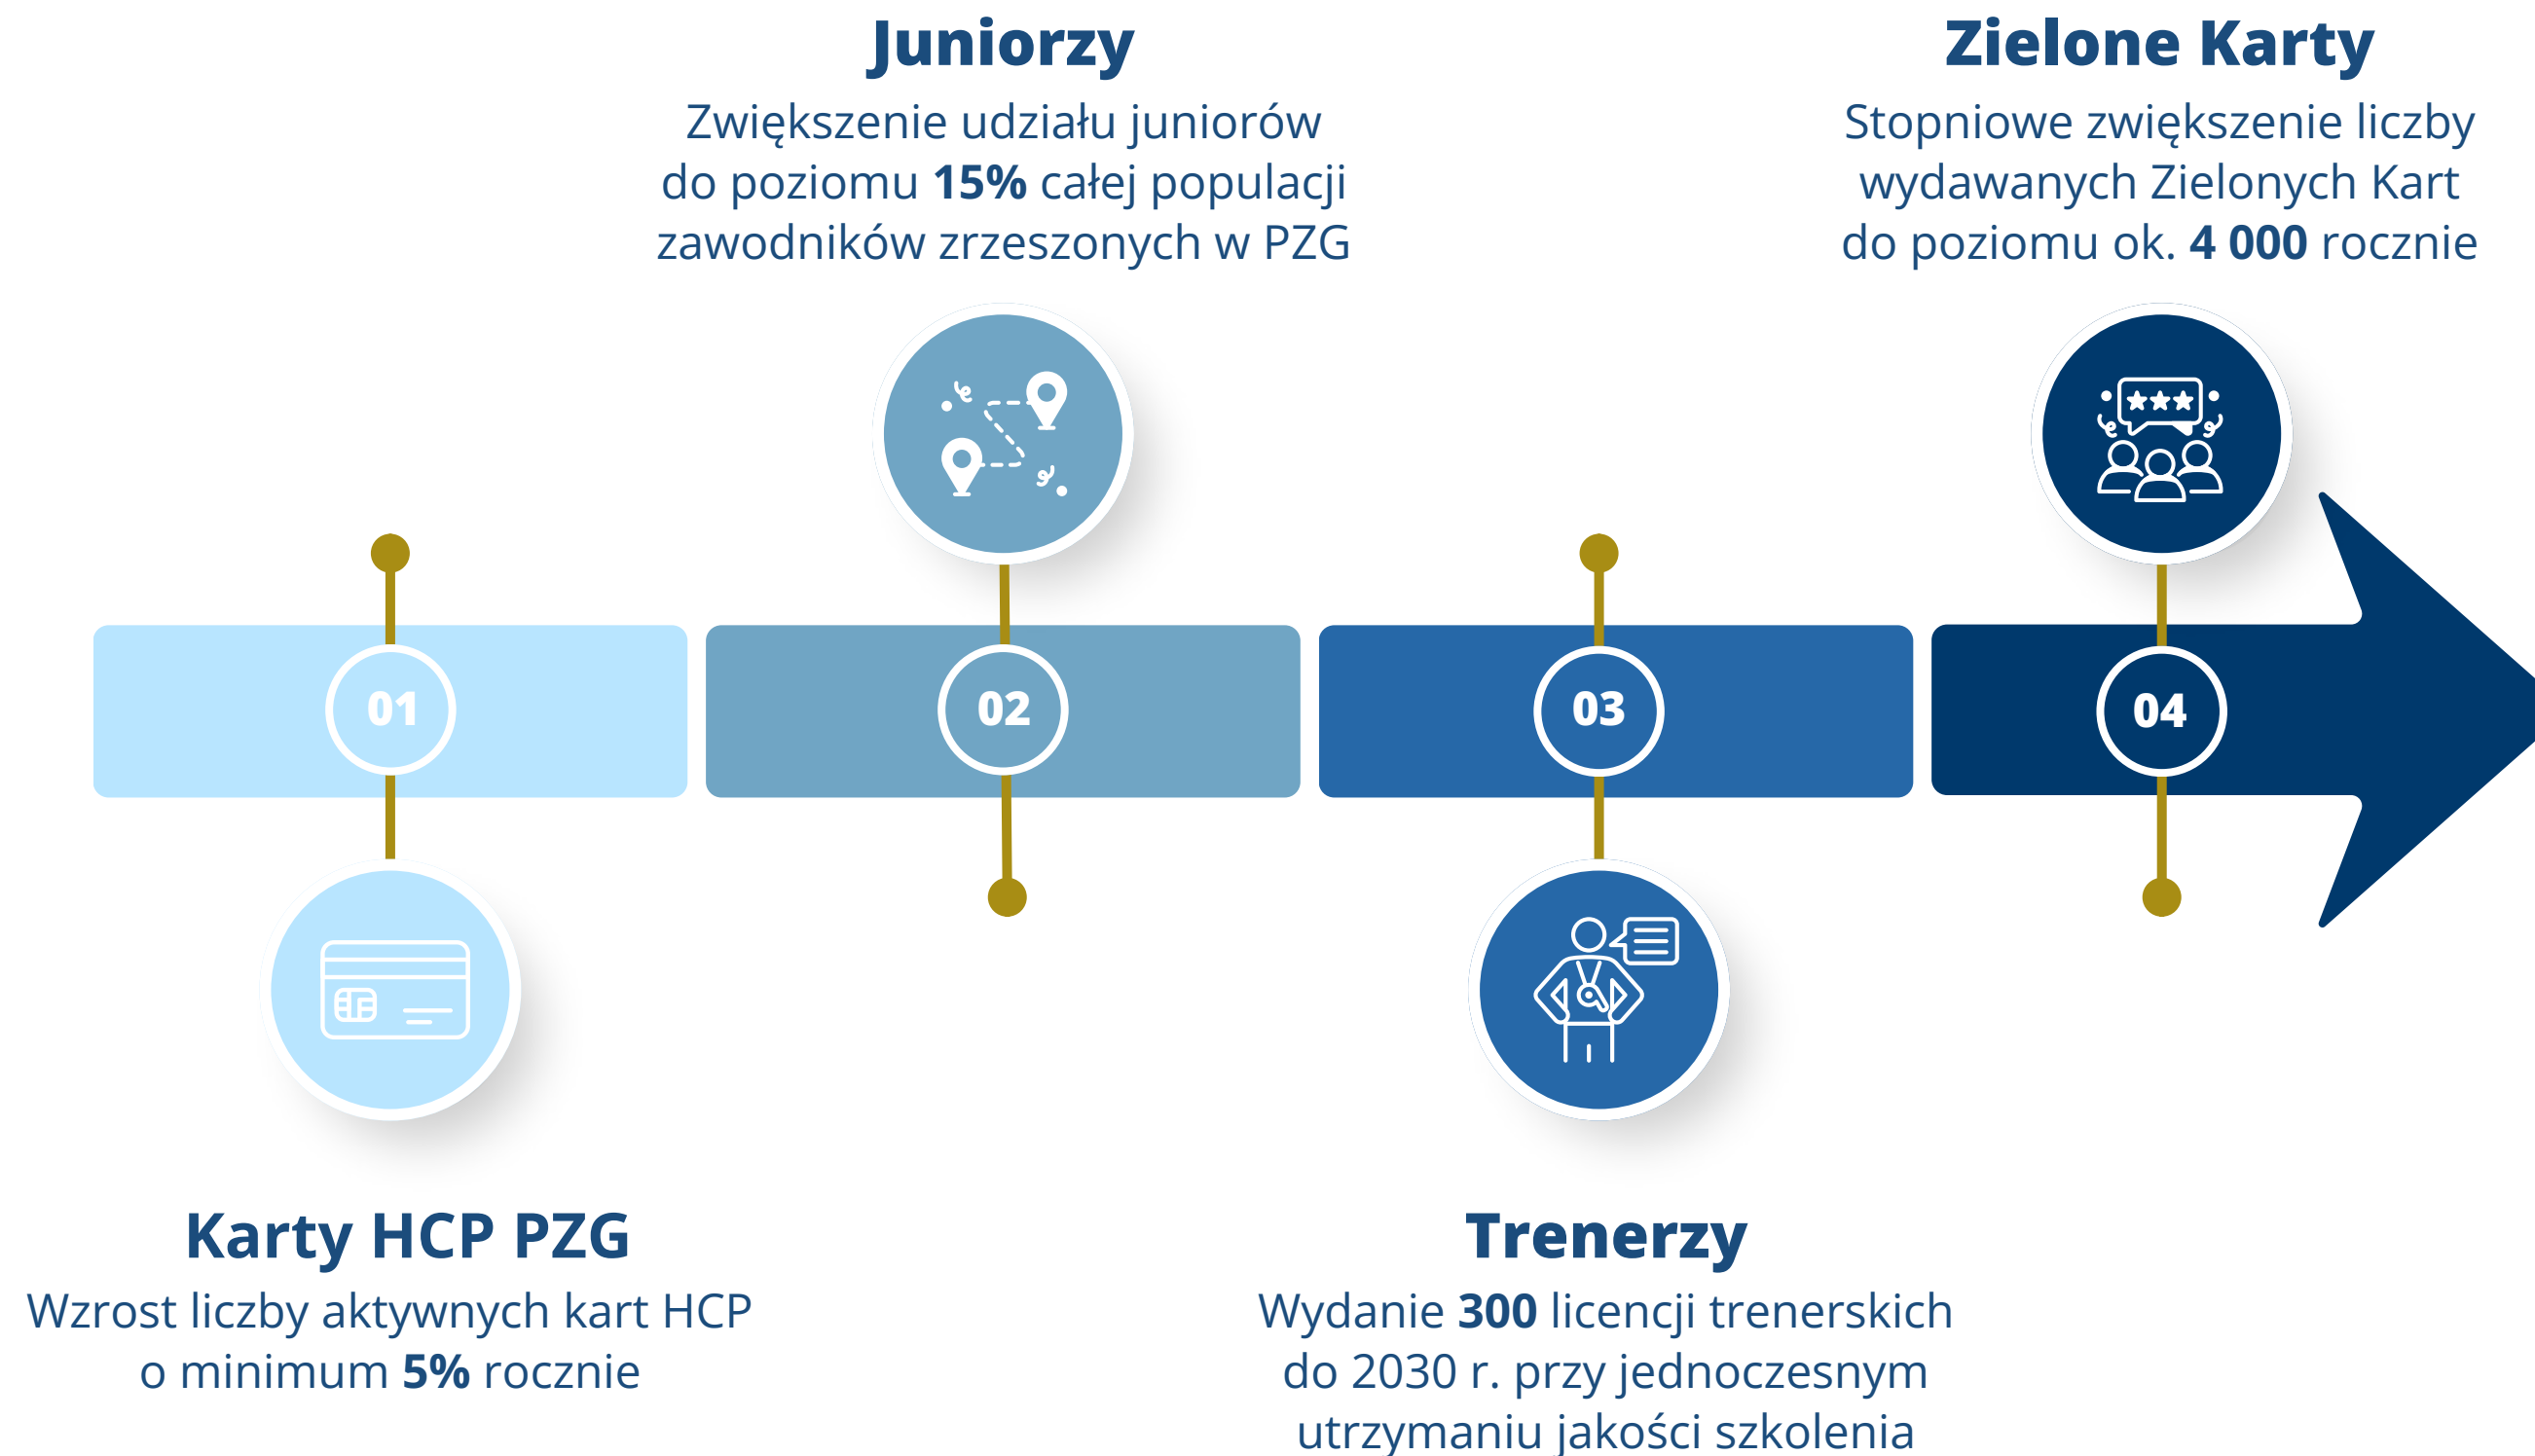 Juniorzy
Zwiększenie udziału juniorów
do poziomu 15% całej populacji
zawodników zrzeszonych w PZG
Zielone Karty
Stopniowe zwiększenie liczby
wydawanych Zielonych Kart
do poziomu ok. 4 000 rocznie
01
02
03
04
Karty HCP PZG
Wzrost liczby aktywnych kart HCP
o minimum 5% rocznie
Trenerzy
Wydanie 300 licencji trenerskich
do 2030 r. przy jednoczesnym
utrzymaniu jakości szkolenia